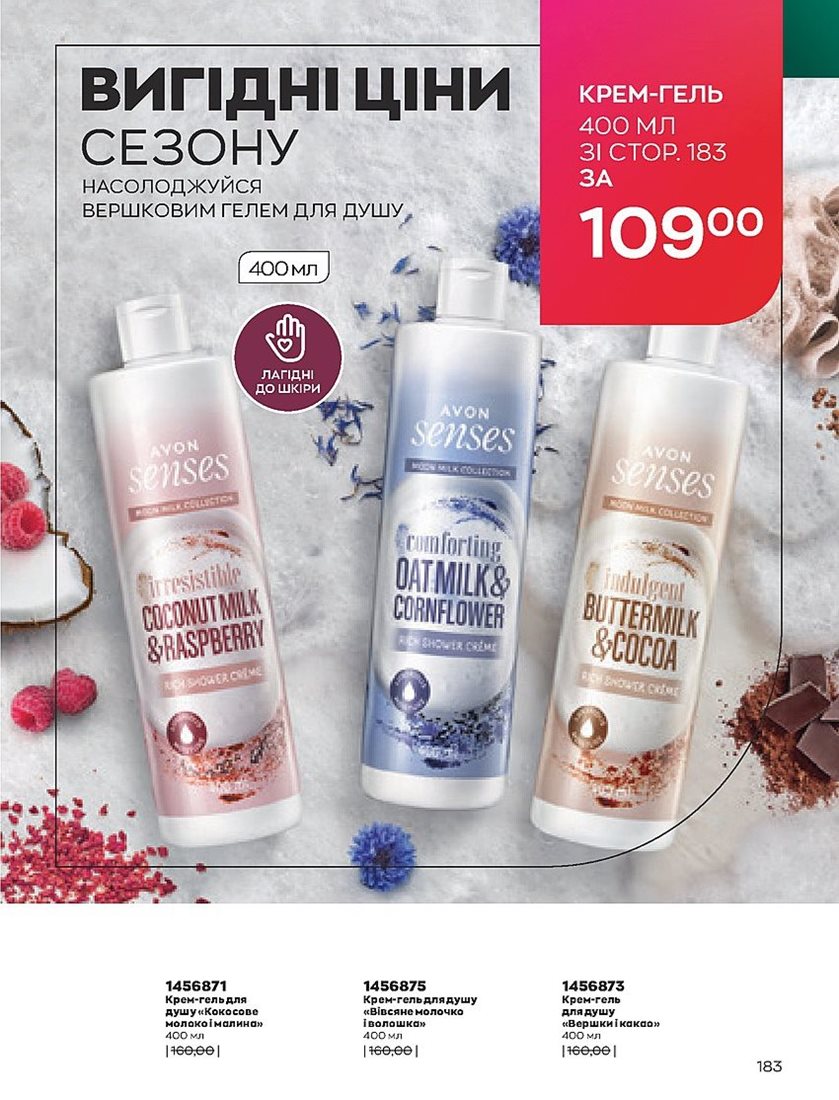 ВИГІДНІ ЦІНИ
СЕЗОНУ
НАСОЛОДЖУЙСЯ
ВЕРШКОВИМ ГЕЛЕМ ДЛЯ ДУШУ
КРЕМ-ГЕЛЬ
400 МЛ
ЗІ СТОР. 183
ЗА
109⁰⁰
400 мл
ЛАГІДНІ
ДО ШКІРИ
AVON
senses
MOON MILK COLLECTION
irresistible
COCONUT MILK
& RASPBERRY
RICH SHOWER CRÈME
AVON
senses
MOON MILK COLLECTION
comforting
OATMILK &
CORNFLOWER
RICH SHOWER CRÈME
AVON
senses
MOON MILK COLLECTION
indulgent
BUTTERMILK
& COCOA
RICH SHOWER CRÈME
1456871
Крем-гель для
душу «Кокосове
молоко і малина»
400 мл
|160,00|
1456875
Крем-гель для душу
«Вівсяне молочко
і волошка»
400 мл
|160,00|
1456873
Крем-гель
для душу
«Вершки і какао»
400 мл
|160,00|
183